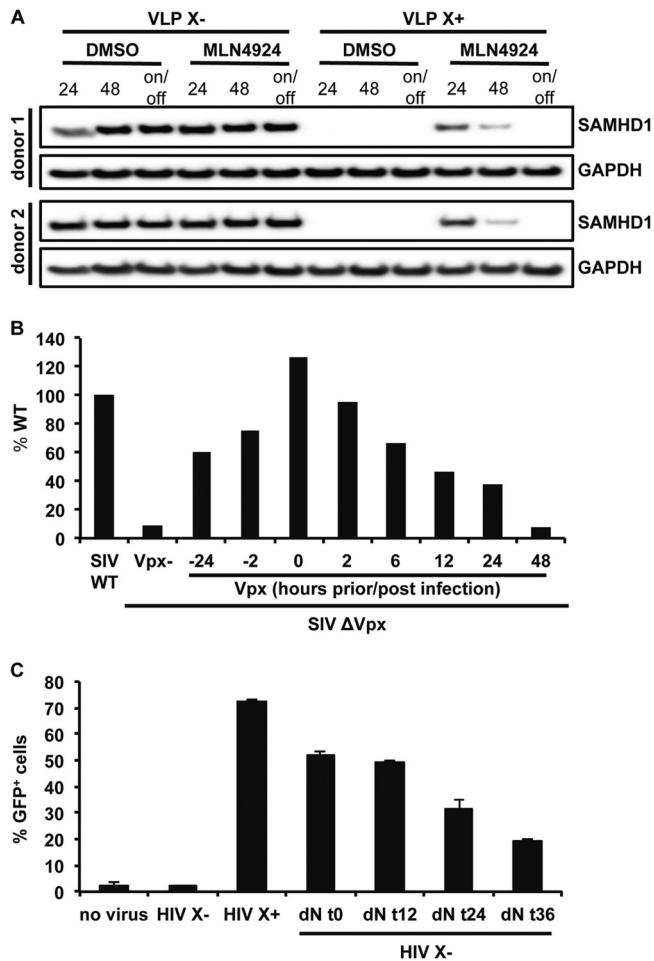 A
VLP X- VLP X+
DMSO MLN4924 DMSO MLN4924
24 48 on/off 24 48 on/off 24 48 on/off 24 48 on/off
donor 1
SAMHD1
GAPDH
donor 2
SAMHD1
GAPDH
B
% WT
140
120
100
80
60
40
20
0
SIV WT Vpx- -24 -2 0 2 6 12 24 48
Vpx (hours prior/post infection)
SIV ΔVpx
C
% GFP⁺ cells
80
70
60
50
40
30
20
10
0
no virus HIV X- HIV X+ dN t0 dN t12 dN t24 dN t36
HIV X-